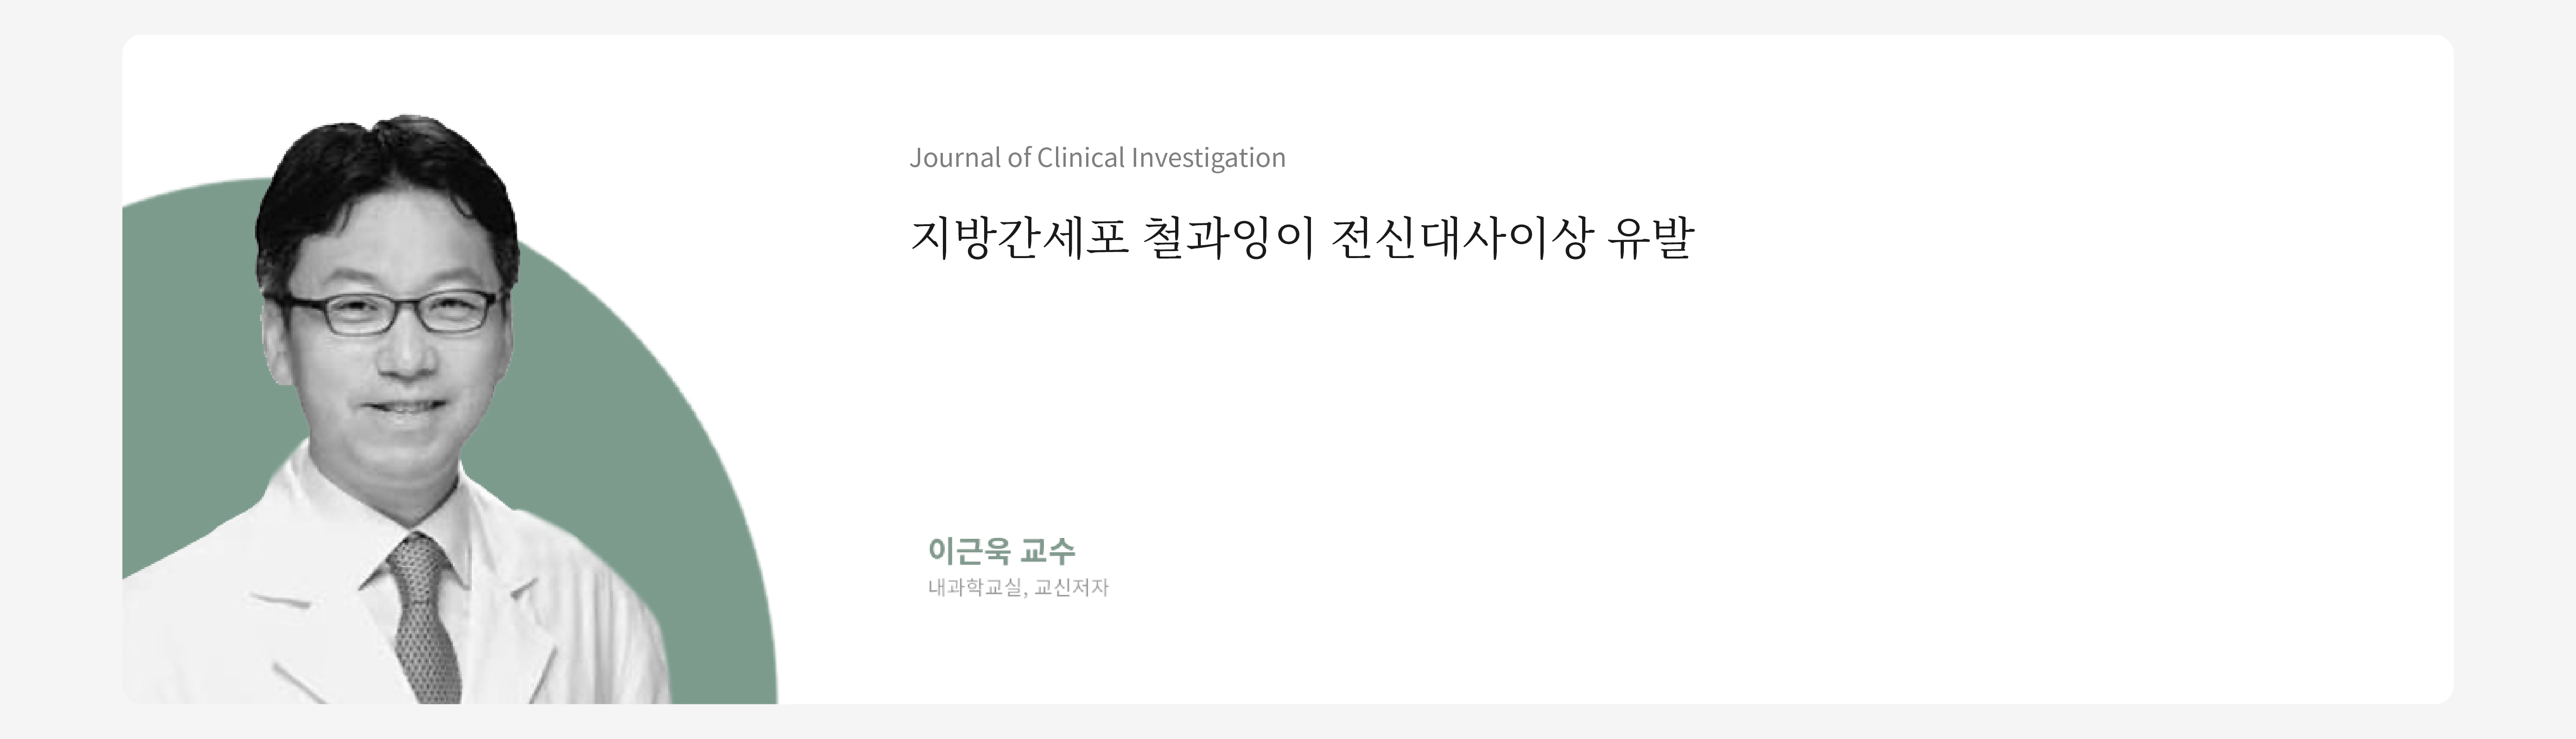 Journal of Clinical Investigation
지방간세포 철과잉이 전신대사이상 유발
이근욱 교수
내과학교실, 교신저자